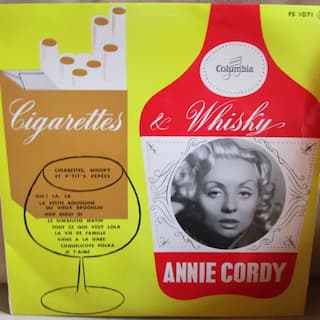 FS 1071
Columbia
Cigarettes & Whisky
CIGARETTES, WHISKY
ET P'TIT'S PÉPÉES
OH! LA, LA
LA PETITE ROUQUINE
DU VIEUX BROOKLYN
HOP DIGUI DI
LE DIMANCHE MATIN
TOUT CE QUE VEUT LOLA
LA VIE DE FAMILLE
VIENS A LA GARE
COQUELICOTS POLKA
JE T'AIME
ANNIE CORDY